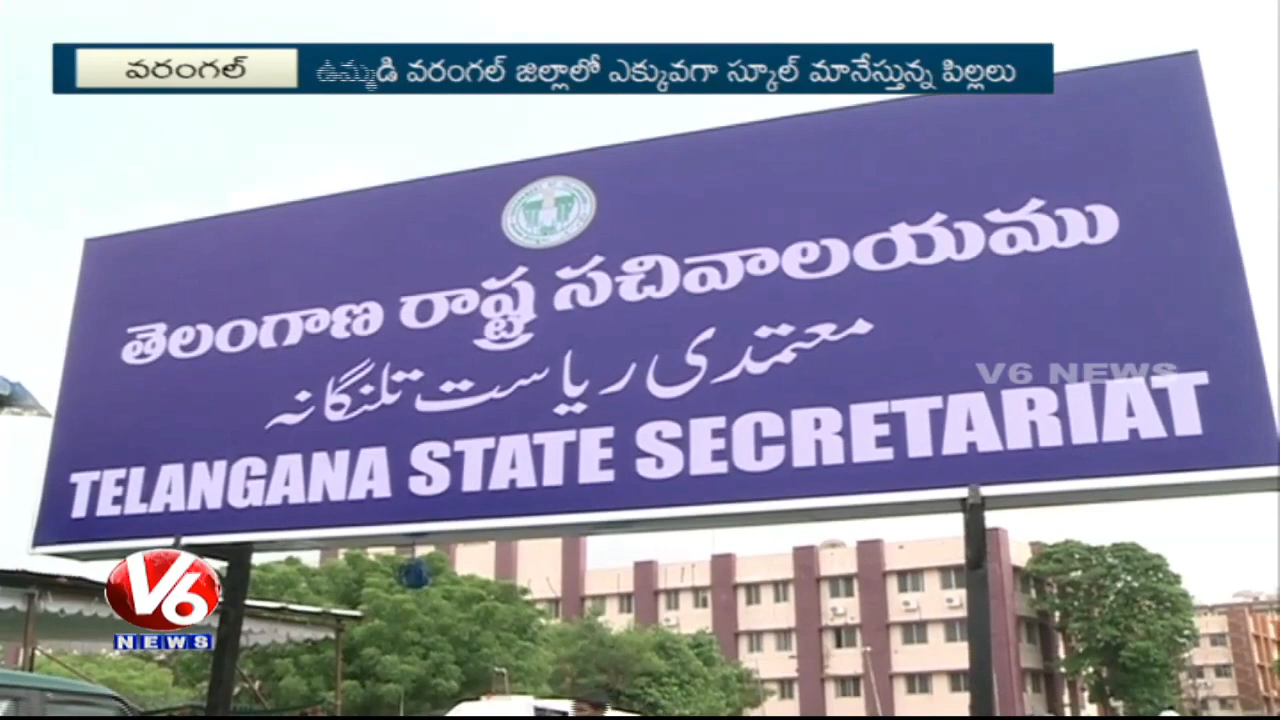 వరంగల్ ఉమ్మడి వరంగల్ జిల్లాలో ఎక్కువగా స్కూల్ మానేస్తున్న పిల్లలు
తెలంగాణ రాష్ట్ర సచివాలయము
معتمدی ریاست تلنگانہ
V6 NEWS
TELANGANA STATE SECRETARIAT
V6
NEWS